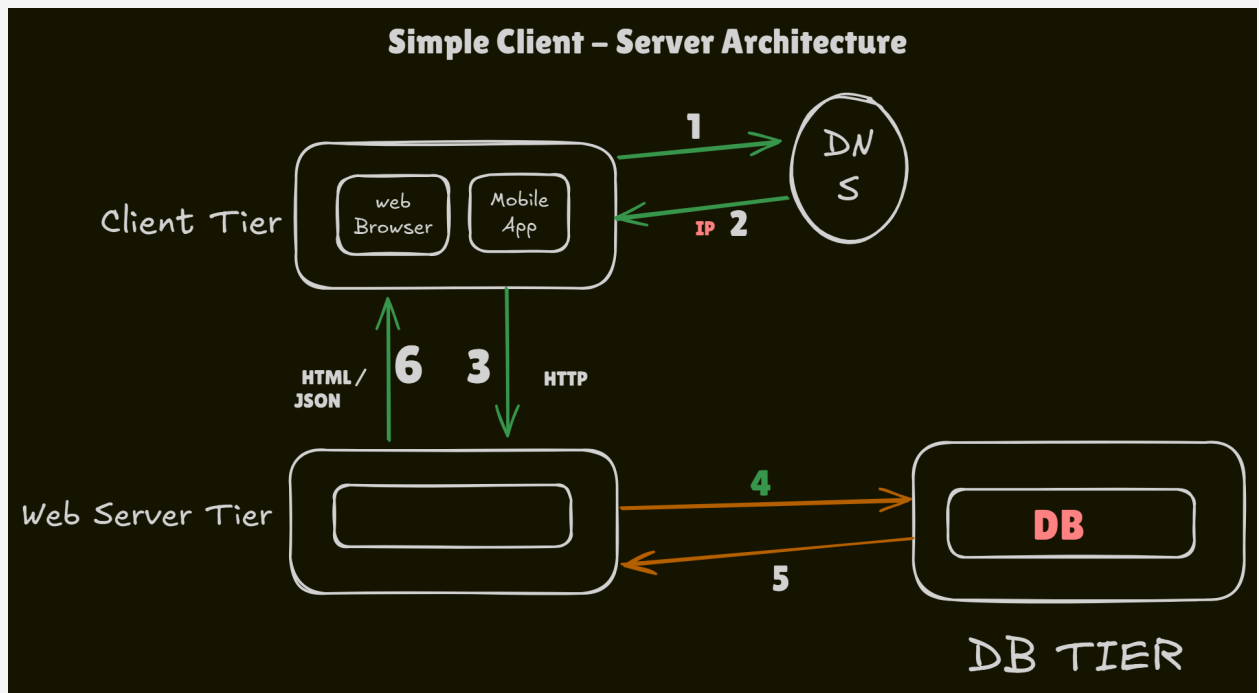 Simple Client – Server Architecture
1
DN
S
web
Browser
Mobile
App
Client Tier
IP 2
HTML /
JSON
6
3
HTTP
Web Server Tier
4
DB
5
DB TIER